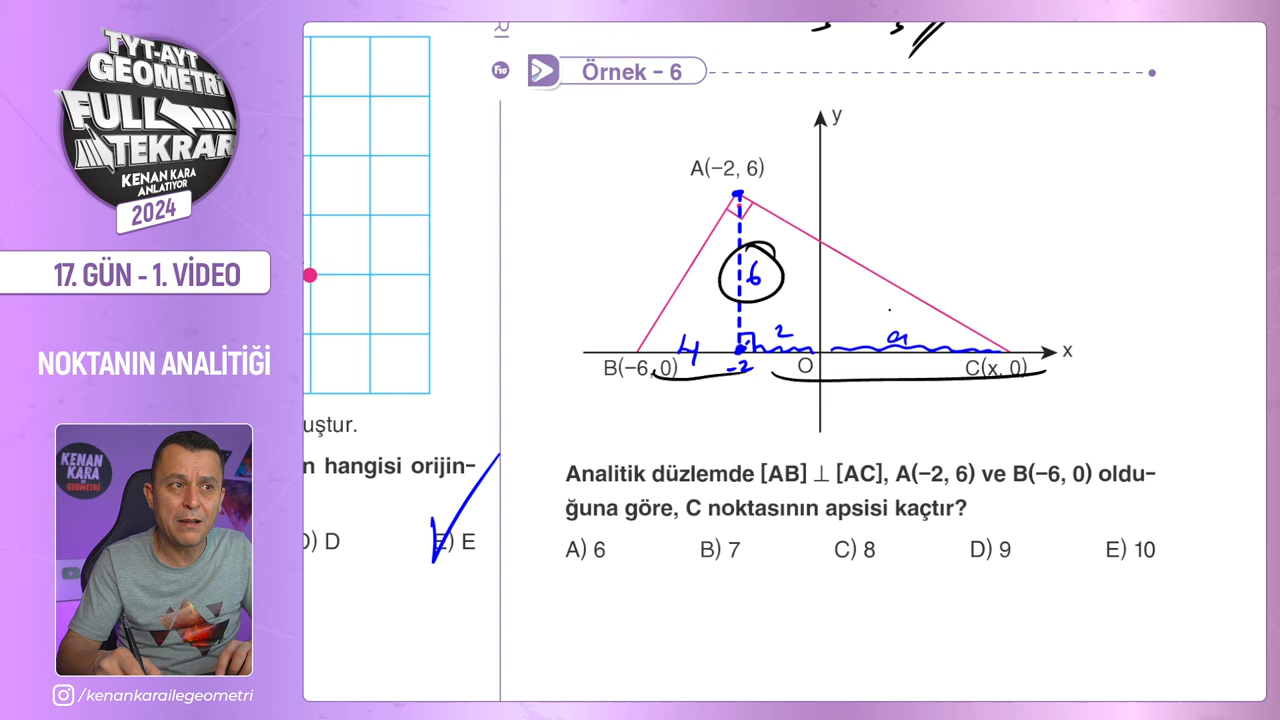 TYT-AYT
GEOMETRİ
FULL
TEKRAR
KENAN KARA
ANLATIYOR
2024
17. GÜN - 1. VİDEO
NOKTANIN ANALİTİĞİ
KENAN
KARA
GEOMETRİ
/kenankarailegeometri
uştur.
n hangisi orijin-
D) D
E) E
Örnek - 6
y
A(−2, 6)
6
4
2
a
x
B(−6, 0)
-2
O
C(x, 0)
Analitik düzlemde [AB] ⊥ [AC], A(−2, 6) ve B(−6, 0) oldu-
ğuna göre, C noktasının apsisi kaçtır?
A) 6 B) 7 C) 8 D) 9 E) 10